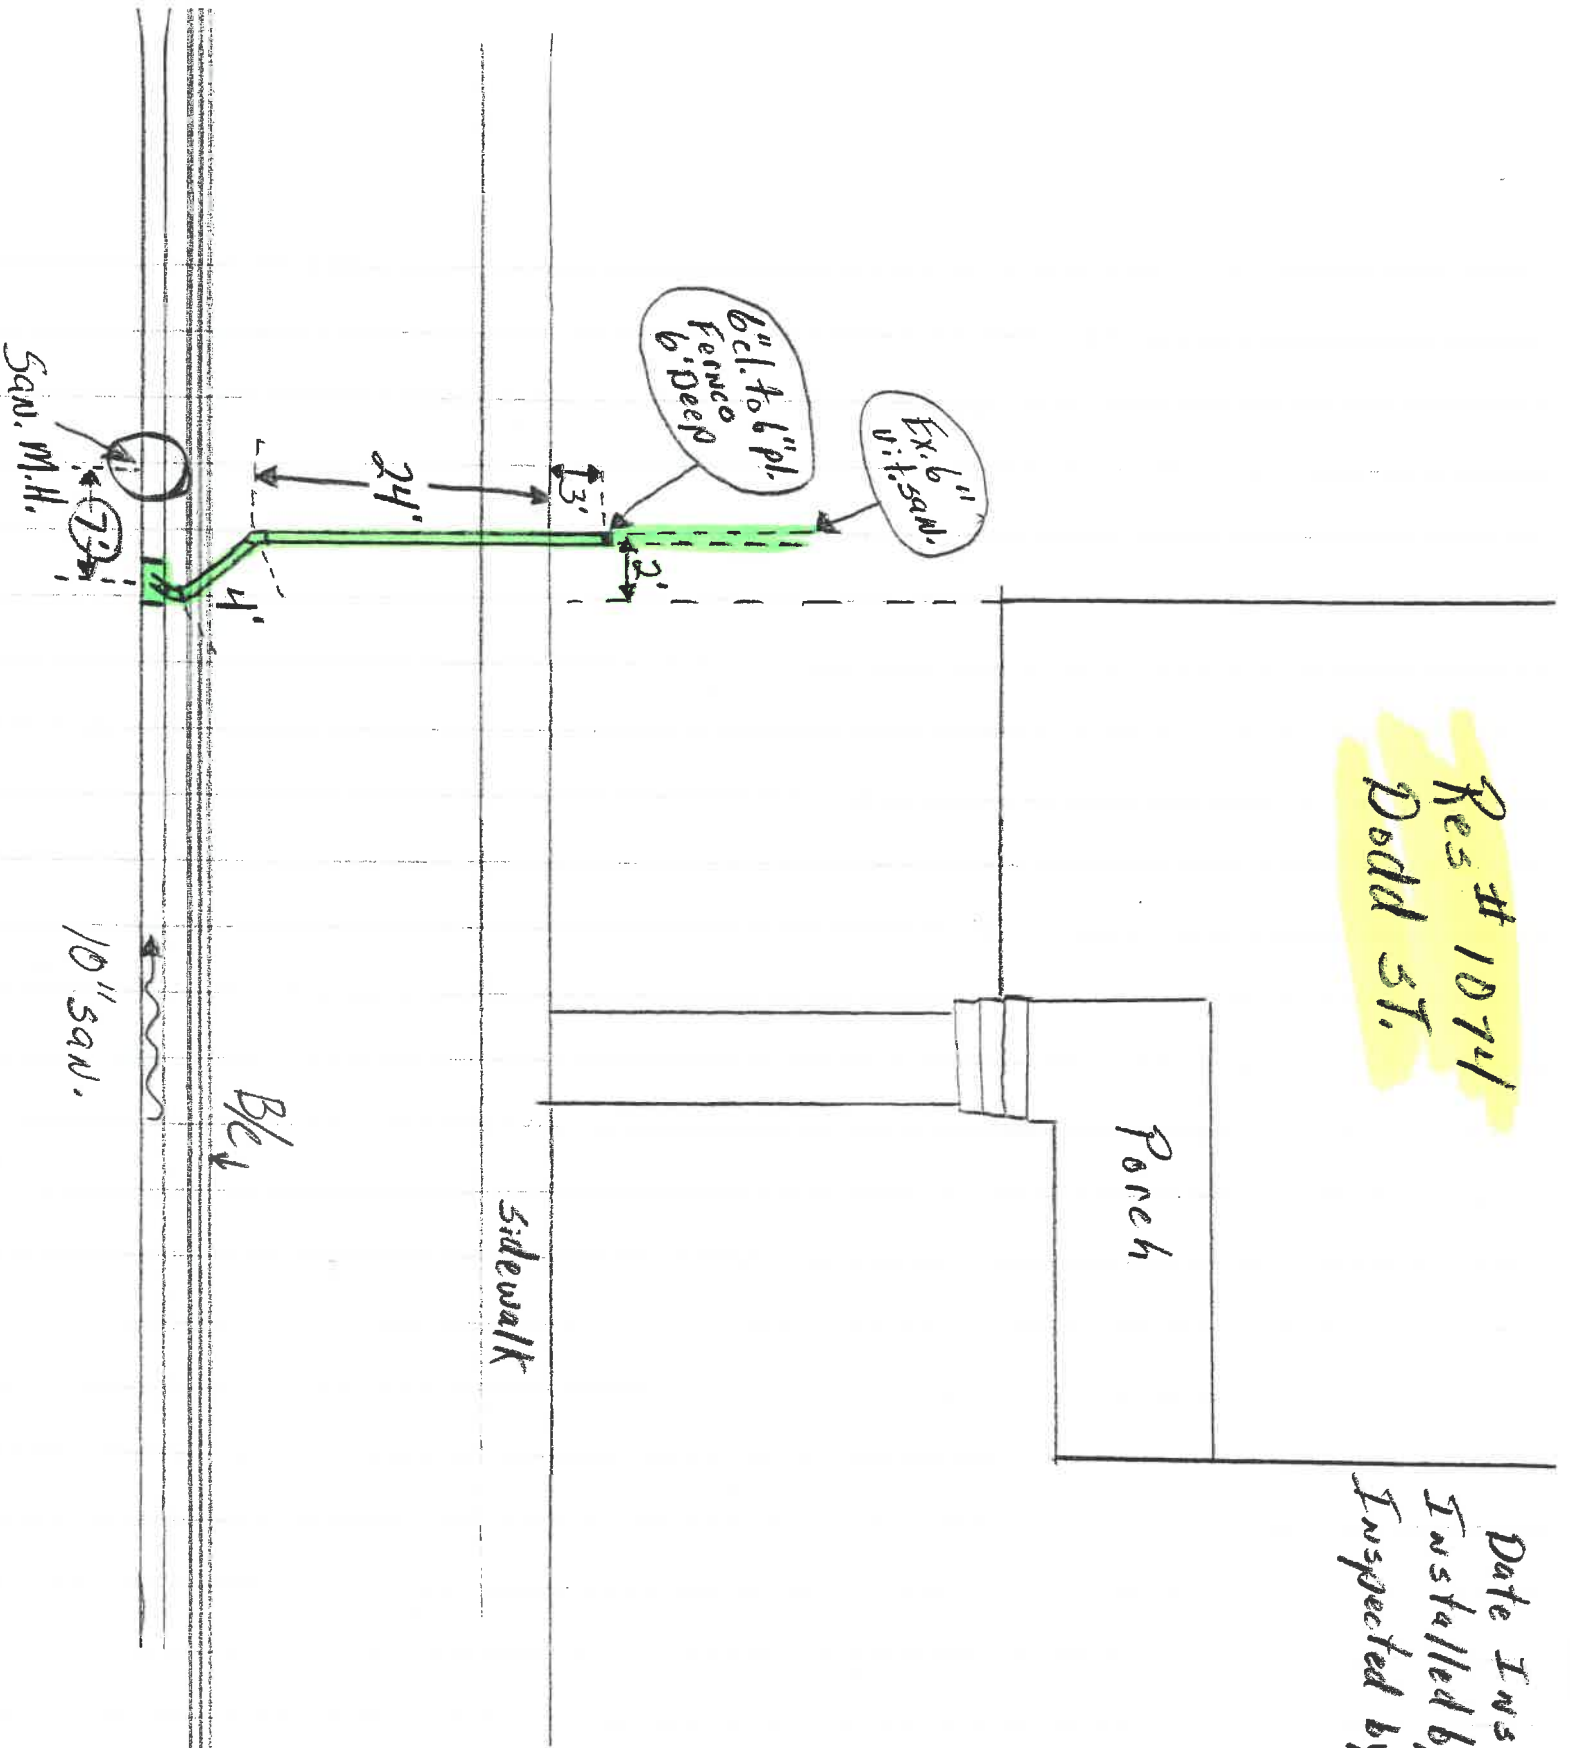 Res # 1074
Dodd St.
Date Ins
Installed b
Inspected by
Porch
Ex. 6"
Vit. San.
6" cl. to 6" pl.
Fernco
6' Deep
2'
3'
24'
4'
7'
Sidewalk
B/C
San. M.H.
10" San.